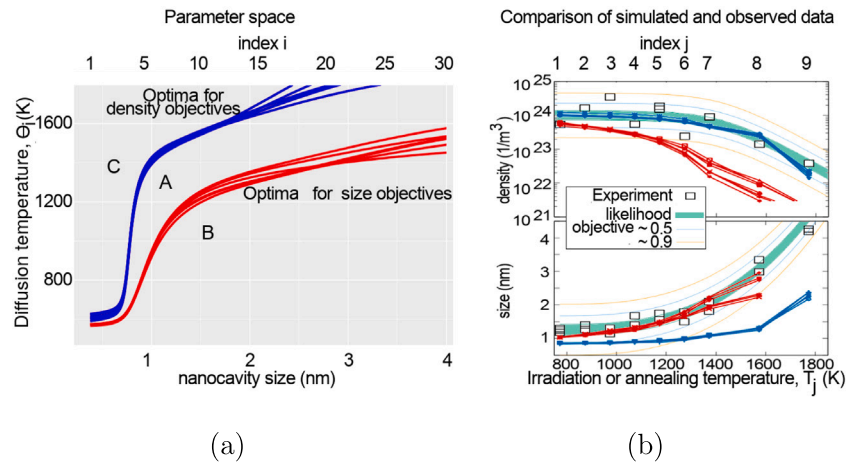 Parameter space
index i
1 5 10 15 20 25 30
Optima for
density objectives
C
A
Optima for size objectives
B
Diffusion temperature, Θi(K)
1600
1200
800
1 2 3 4
nanocavity size (nm)
(a)
Comparison of simulated and observed data
index j
1 2 3 4 5 6 7 8 9
density (1/m3)
10 25
10 24
10 23
10 22
10 21
Experiment
likelihood
objective ~ 0.5
~ 0.9
size (nm)
4
3
2
1
800 1000 1200 1400 1600 1800
Irradiation or annealing temperature, Tj (K)
(b)